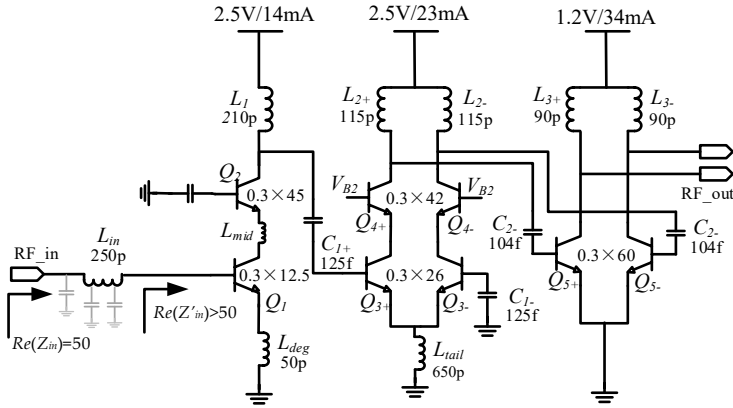 2.5V/14mA
2.5V/23mA
1.2V/34mA
L1
210p
L2+
115p
L2-
115p
L3+
90p
L3-
90p
Q2
0.3×45
VB2
0.3×42
VB2
RF_out
Lmid
Q4+
Q4-
C2-
104f
C2-
104f
Lin
250p
C1+
125f
RF_in
0.3×12.5
0.3×26
0.3×60
Q1
Q3+
Q3-
C1-
125f
Q5+
Q5-
Re(Z'in)>50
Re(Zin)=50
Ldeg
50p
Ltail
650p